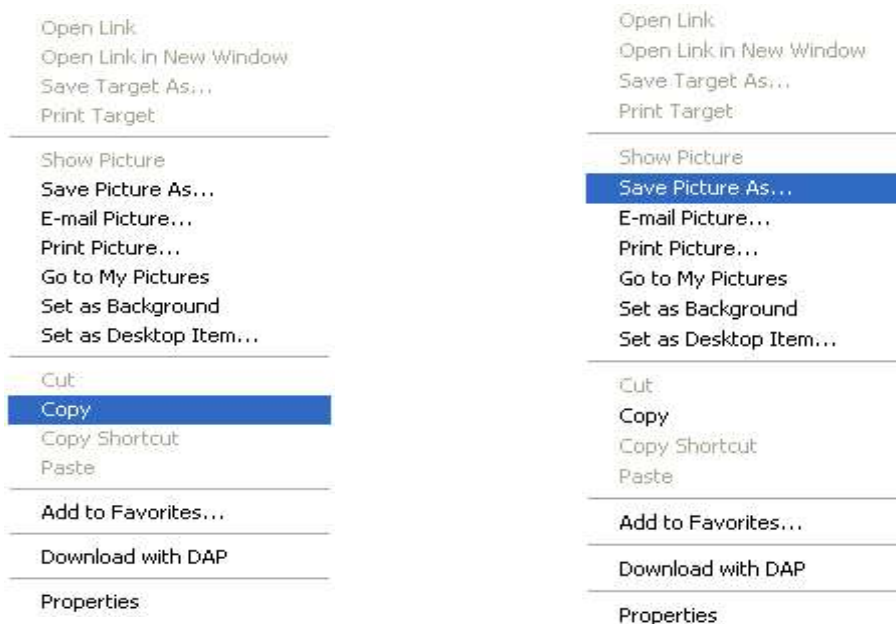 Open Link
Open Link in New Window
Save Target As...
Print Target
Show Picture
Save Picture As...
E-mail Picture...
Print Picture...
Go to My Pictures
Set as Background
Set as Desktop Item...
Cut
Copy
Copy Shortcut
Paste
Add to Favorites...
Download with DAP
Properties
Open Link
Open Link in New Window
Save Target As...
Print Target
Show Picture
Save Picture As...
E-mail Picture...
Print Picture...
Go to My Pictures
Set as Background
Set as Desktop Item...
Cut
Copy
Copy Shortcut
Paste
Add to Favorites...
Download with DAP
Properties